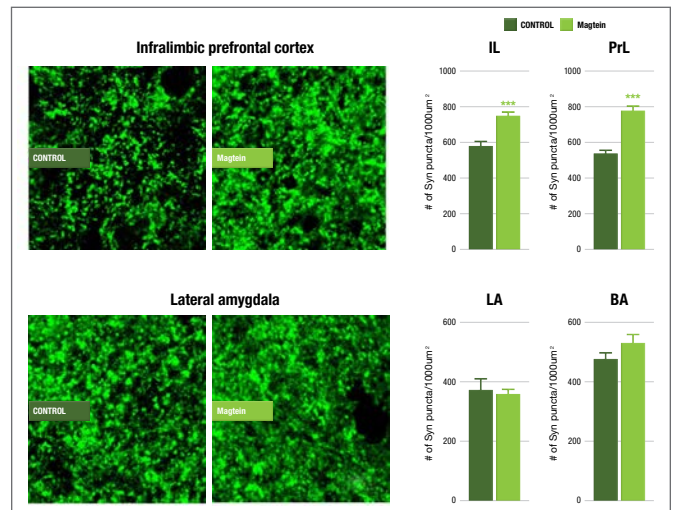 CONTROL Magtein
Infralimbic prefrontal cortex
CONTROL
Magtein
IL
# of Syn puncta/1000um²
1000
800
600
400
200
0
***
PrL
# of Syn puncta/1000um²
1000
800
600
400
200
0
***
Lateral amygdala
CONTROL
Magtein
LA
# of Syn puncta/1000um²
600
400
200
0
BA
# of Syn puncta/1000um²
600
400
200
0